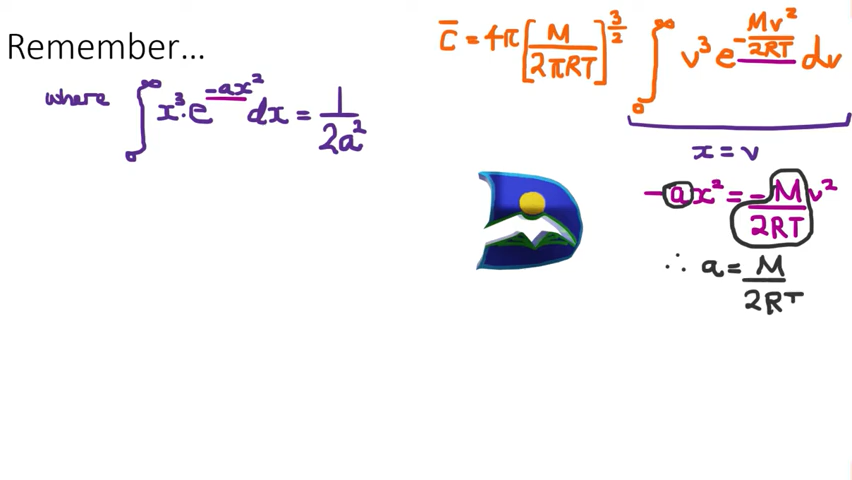 Remember...
where ∫₀^∞ x³·e^(-ax²) dx = 1/(2a²)
C̅ = 4π[M/(2πRT)]^(3/2) ∫₀^∞ v³ e^(-Mv²/(2RT)) dv
x = v
-ax² = -M/(2RT) v²
∴ a = M/(2RT)